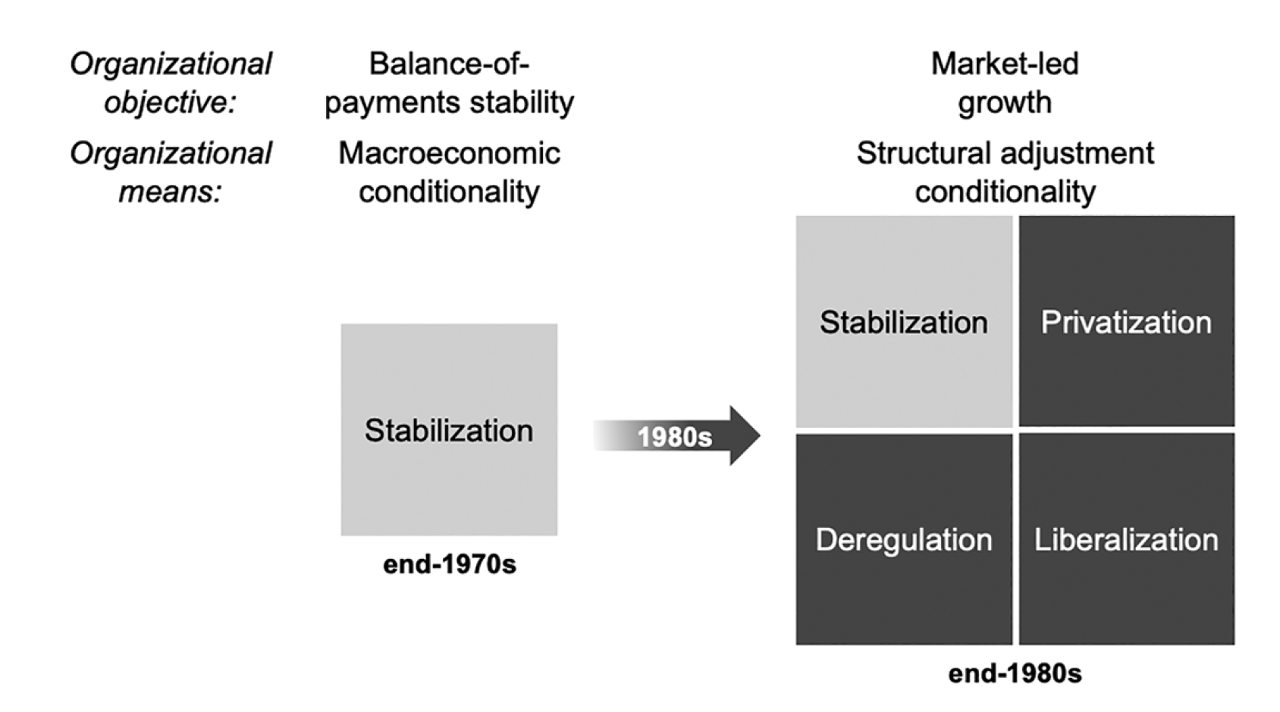 Organizational
objective:
Balance-of-
payments stability
Market-led
growth
Organizational
means:
Macroeconomic
conditionality
Structural adjustment
conditionality
Stabilization
end-1970s
1980s
Stabilization
Privatization
Deregulation
Liberalization
end-1980s